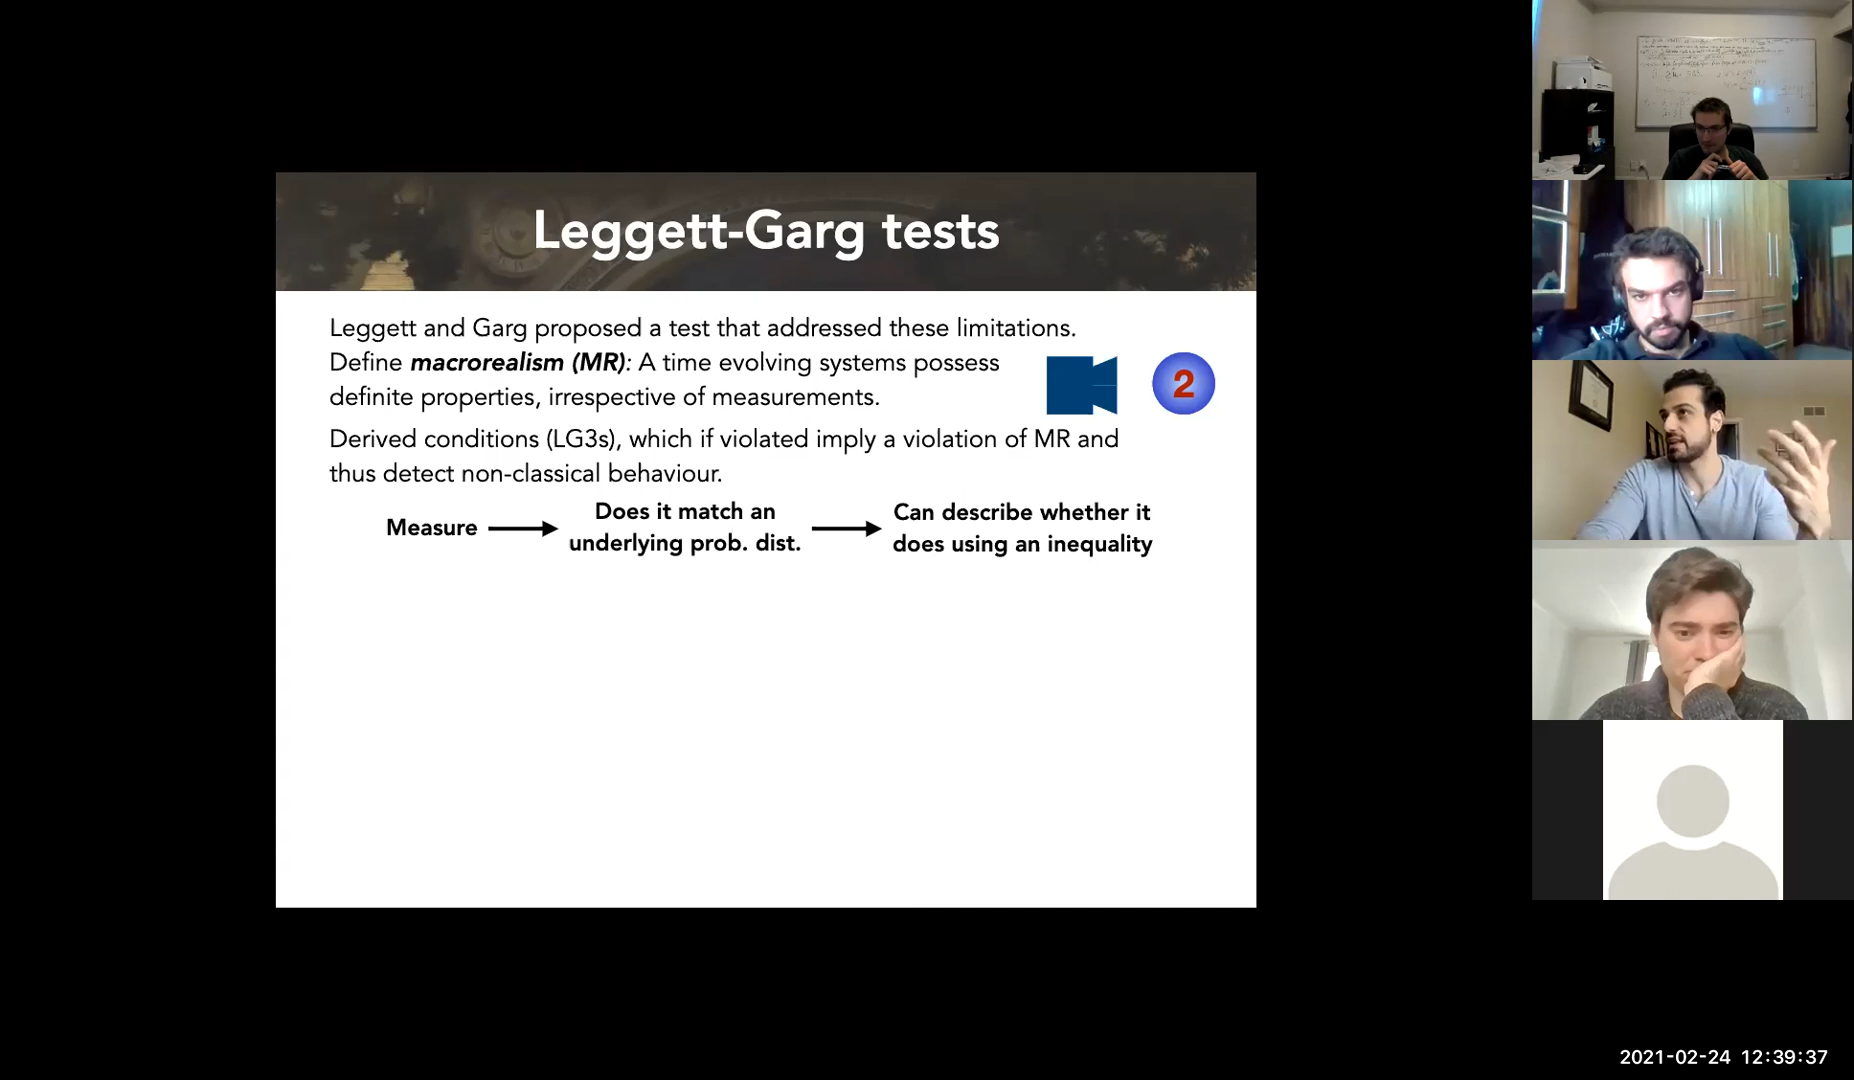 Leggett-Garg tests
Leggett and Garg proposed a test that addressed these limitations.
Define macrorealism (MR): A time evolving systems possess
definite properties, irrespective of measurements.
2
Derived conditions (LG3s), which if violated imply a violation of MR and
thus detect non-classical behaviour.
Measure
Does it match an
underlying prob. dist.
Can describe whether it
does using an inequality
2021-02-24 12:39:37